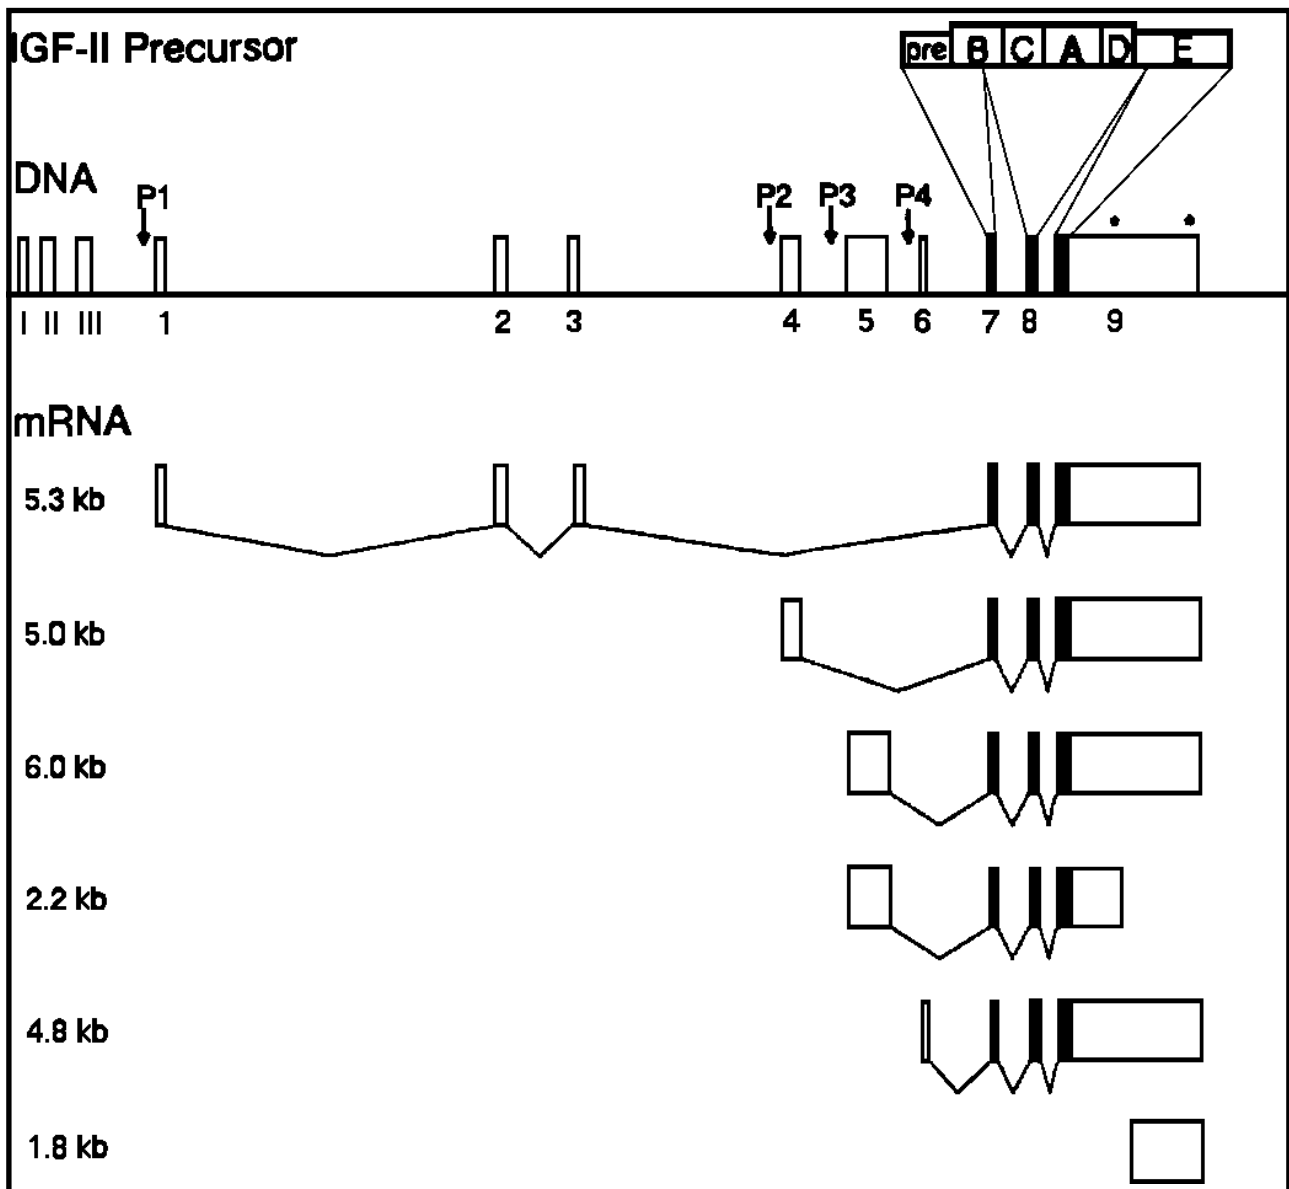 IGF-II Precursor
pre B C A D E
DNA
P1 P2 P3 P4
I II III 1 2 3 4 5 6 7 8 9
mRNA
5.3 kb
5.0 kb
6.0 kb
2.2 kb
4.8 kb
1.8 kb